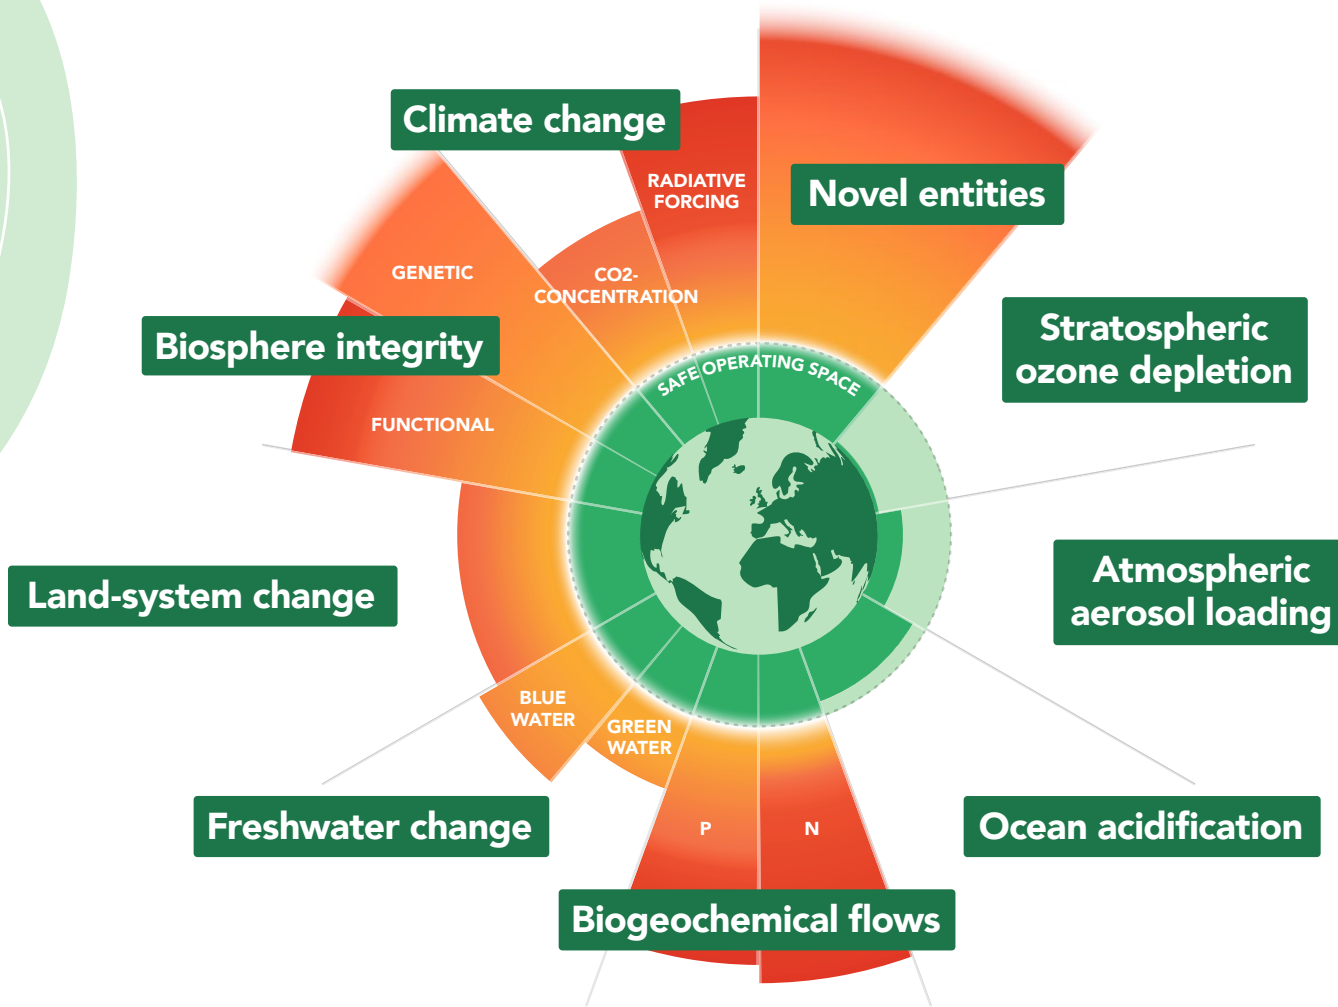 Climate change
RADIATIVE
FORCING
Novel entities
GENETIC
CO2-
CONCENTRATION
Biosphere integrity
Stratospheric
ozone depletion
SAFE OPERATING SPACE
FUNCTIONAL
Land-system change
Atmospheric
aerosol loading
BLUE
WATER
GREEN
WATER
Freshwater change
P
N
Ocean acidification
Biogeochemical flows